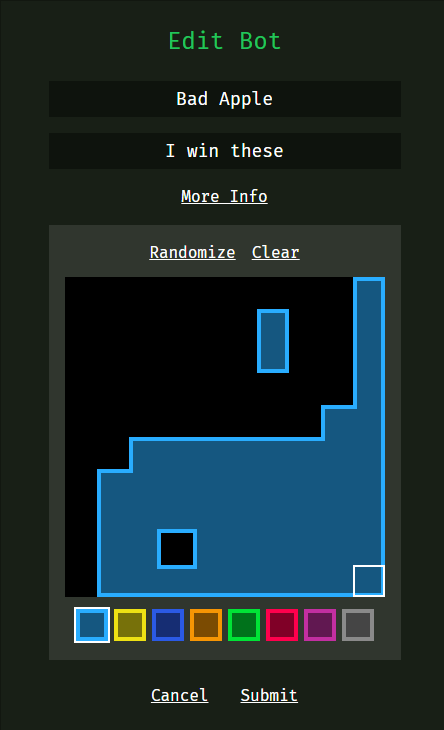 Edit Bot
Bad Apple
I win these
More Info
Randomize Clear
Cancel Submit